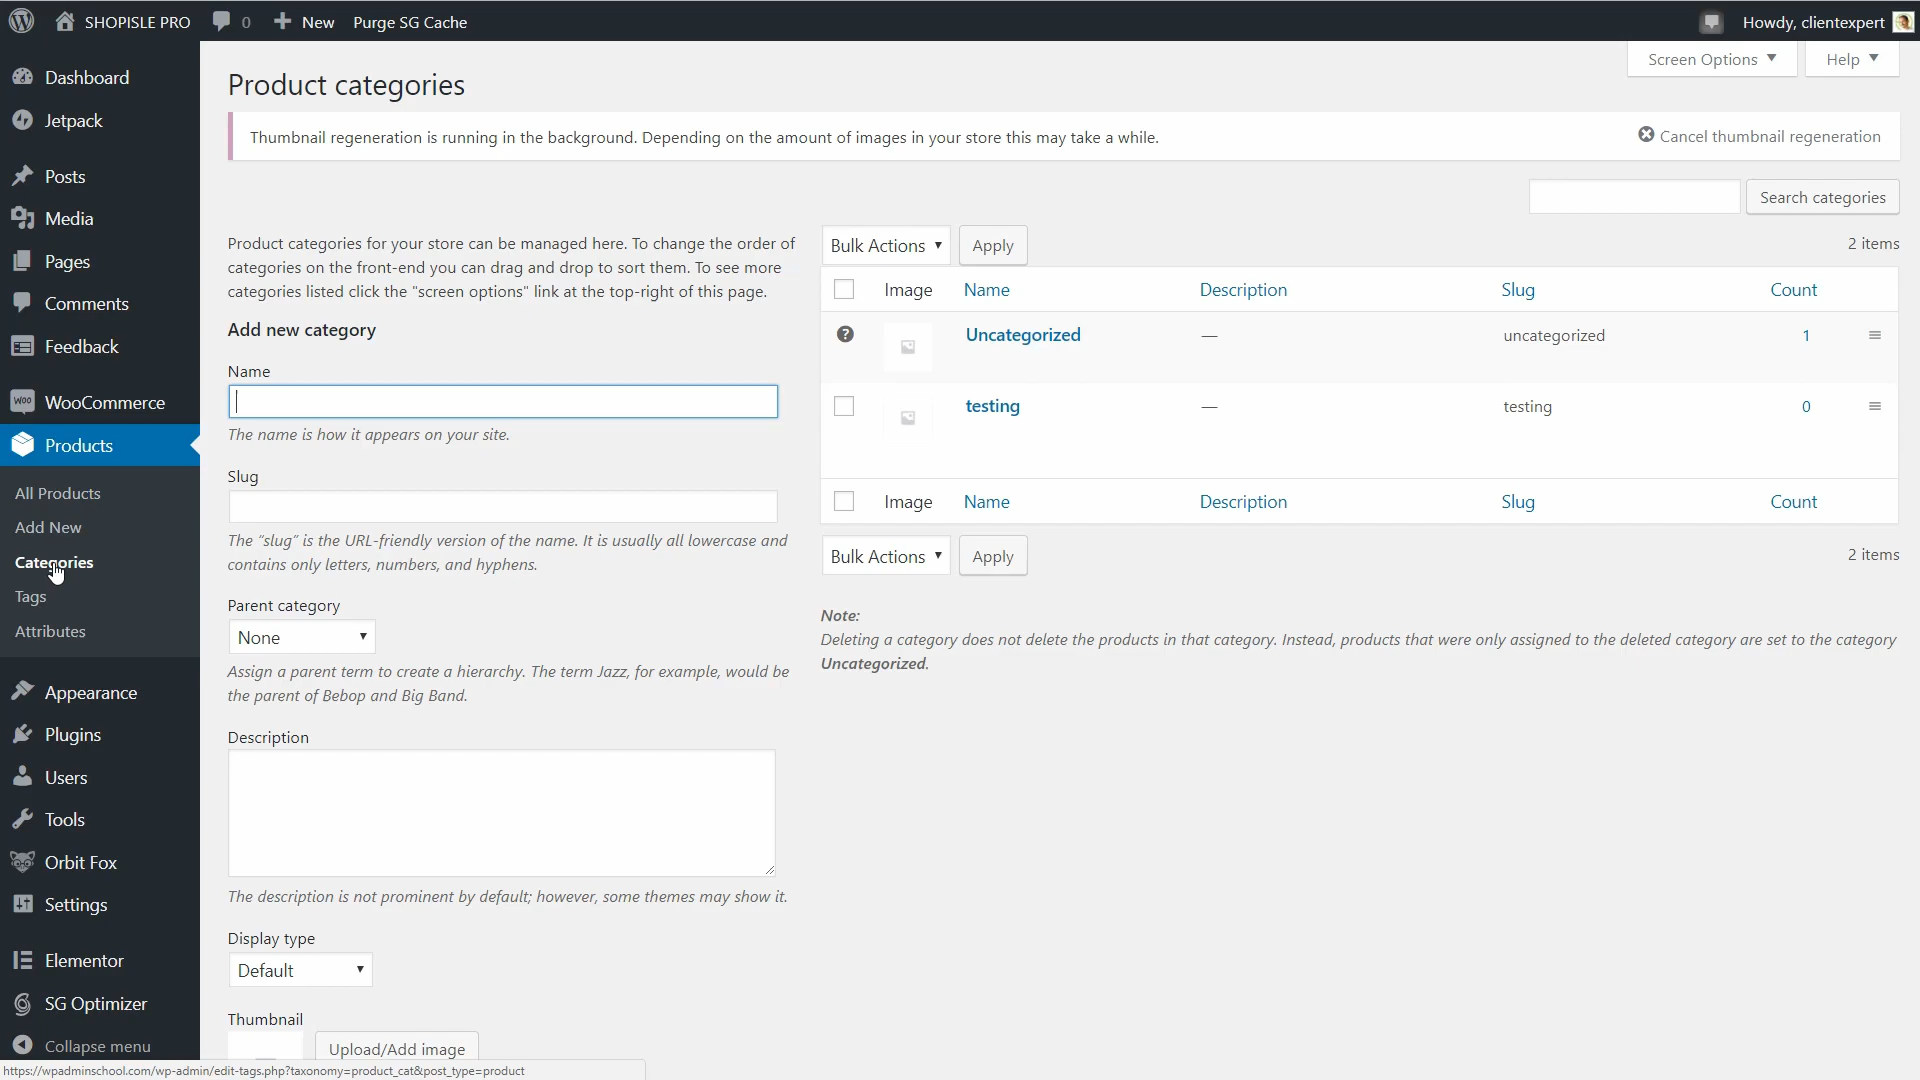 SHOPISLE PRO 0 New Purge SG Cache Howdy, clientexpert
Dashboard
Jetpack
Posts
Media
Pages
Comments
Feedback
WooCommerce
Products
All Products
Add New
Categories
Tags
Attributes
Appearance
Plugins
Users
Tools
Orbit Fox
Settings
Elementor
SG Optimizer
Collapse menu
Screen Options Help
Product categories
Thumbnail regeneration is running in the background. Depending on the amount of images in your store this may take a while. Cancel thumbnail regeneration
Search categories
Product categories for your store can be managed here. To change the order of
categories on the front-end you can drag and drop to sort them. To see more
categories listed click the "screen options" link at the top-right of this page.
Add new category
Name
The name is how it appears on your site.
Slug
The “slug” is the URL-friendly version of the name. It is usually all lowercase and
contains only letters, numbers, and hyphens.
Parent category
None
Assign a parent term to create a hierarchy. The term Jazz, for example, would be
the parent of Bebop and Big Band.
Description
The description is not prominent by default; however, some themes may show it.
Display type
Default
Thumbnail
Upload/Add image
Bulk Actions Apply 2 items
Image Name Description Slug Count
? Uncategorized — uncategorized 1
testing — testing 0
Image Name Description Slug Count
Bulk Actions Apply 2 items
Note:
Deleting a category does not delete the products in that category. Instead, products that were only assigned to the deleted category are set to the category
Uncategorized.
https://wpadminschool.com/wp-admin/edit-tags.php?taxonomy=product_cat&post_type=product